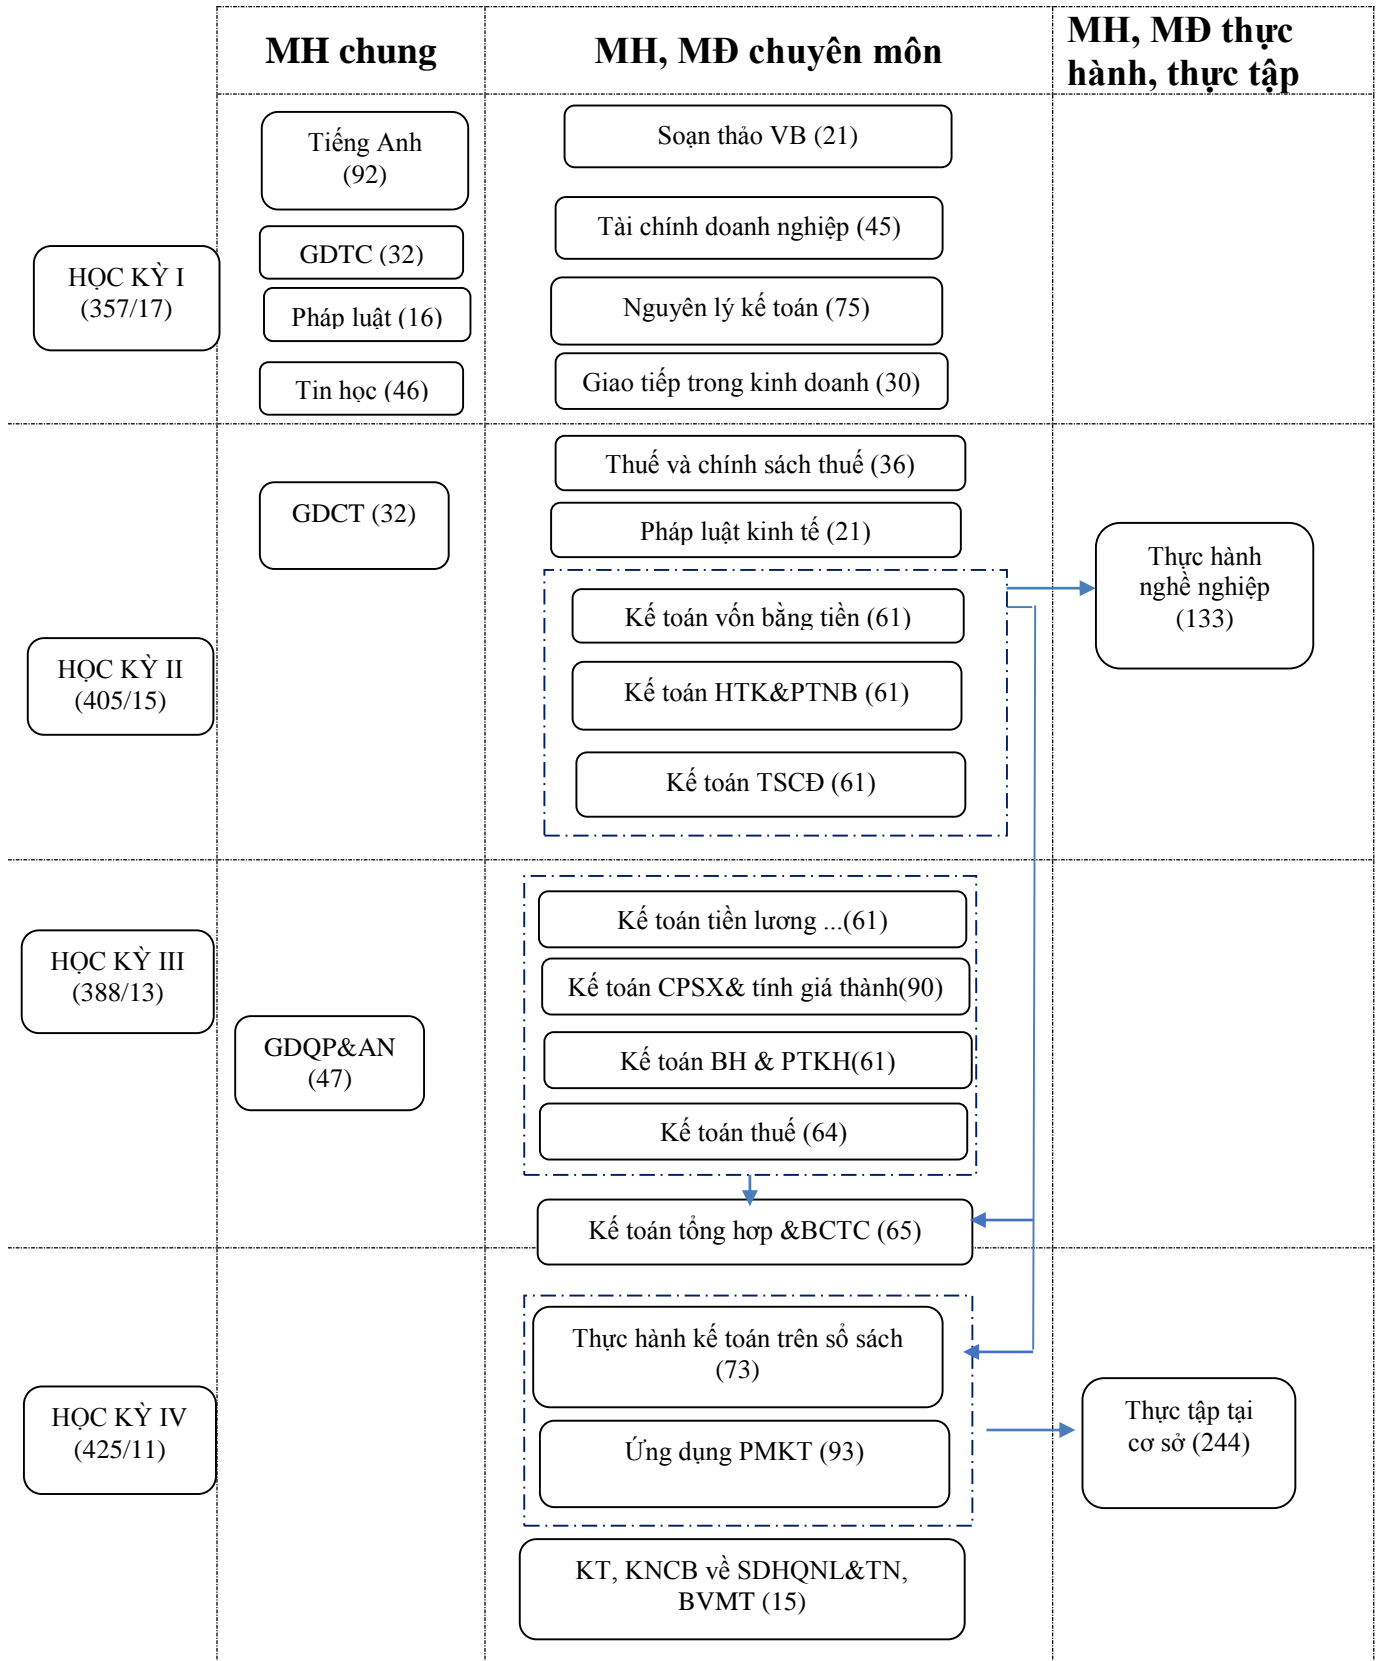 MH chung
MH, MĐ chuyên môn
MH, MĐ thực
hành, thực tập
HỌC KỲ I
(357/17)
Tiếng Anh
(92)
GDTC (32)
Pháp luật (16)
Tin học (46)
Soạn thảo VB (21)
Tài chính doanh nghiệp (45)
Nguyên lý kế toán (75)
Giao tiếp trong kinh doanh (30)
HỌC KỲ II
(405/15)
GDCT (32)
Thuế và chính sách thuế (36)
Pháp luật kinh tế (21)
Kế toán vốn bằng tiền (61)
Kế toán HTK&PTNB (61)
Kế toán TSCĐ (61)
Thực hành
nghề nghiệp
(133)
HỌC KỲ III
(388/13)
GDQP&AN
(47)
Kế toán tiền lương ...(61)
Kế toán CPSX& tính giá thành(90)
Kế toán BH & PTKH(61)
Kế toán thuế (64)
Kế toán tổng hơp &BCTC (65)
HỌC KỲ IV
(425/11)
Thực hành kế toán trên sổ sách
(73)
Ứng dụng PMKT (93)
KT, KNCB về SDHQNL&TN,
BVMT (15)
Thực tập tại
cơ sở (244)